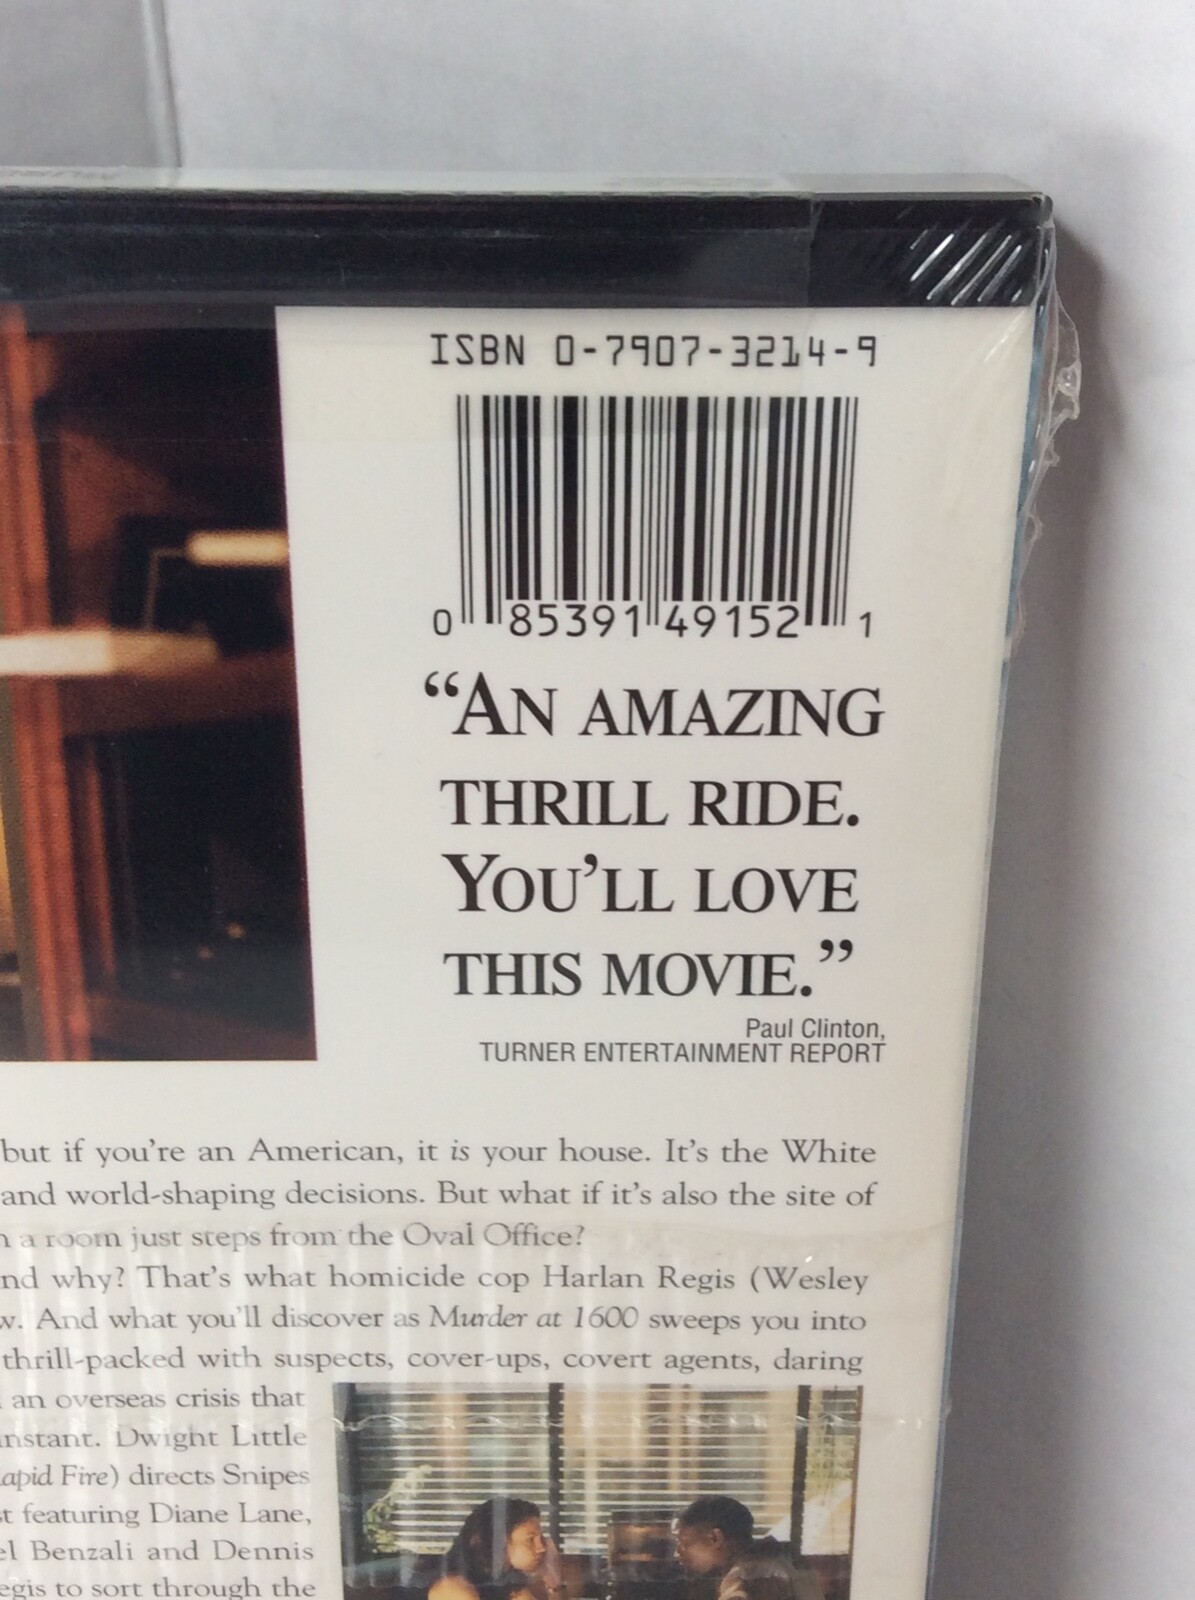 ISBN 0-7907-3214-9
0 85391 49152 1
“AN AMAZING
THRILL RIDE.
YOU’LL LOVE
THIS MOVIE.”
Paul Clinton,
TURNER ENTERTAINMENT REPORT
but if you’re an American, it is your house. It’s the White
and world-shaping decisions. But what if it’s also the site of
a room just steps from the Oval Office?
why? That’s what homicide cop Harlan Regis (Wesley
And what you’ll discover as Murder at 1600 sweeps you into
thrill-packed with suspects, cover-ups, covert agents, daring
an overseas crisis that
instant. Dwight Little
Fire) directs Snipes
featuring Diane Lane,
Benzali and Dennis
to sort through the